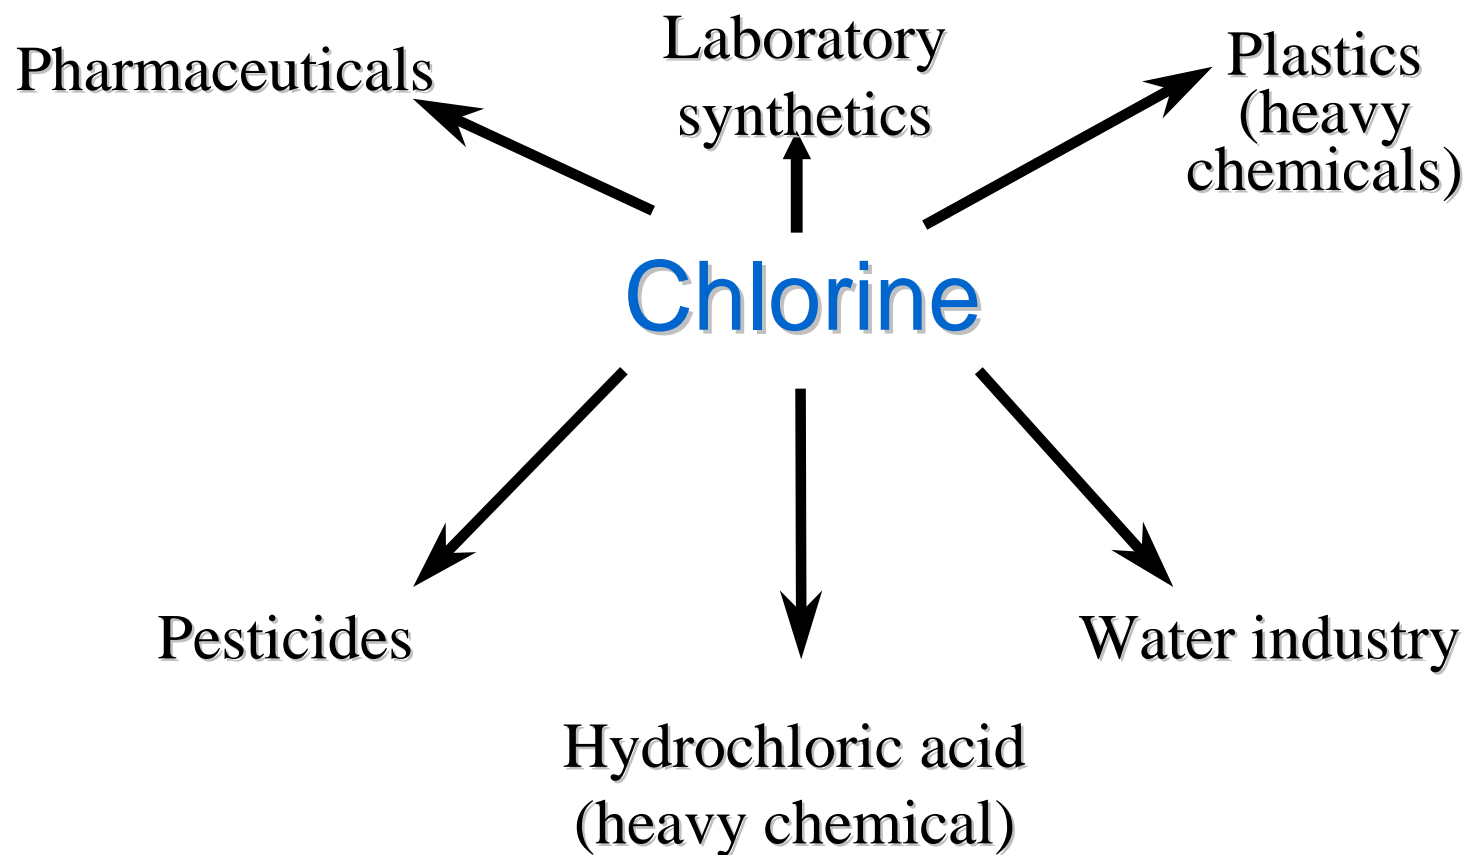 Pharmaceuticals
Laboratory
synthetics
Plastics
(heavy
chemicals)
Chlorine
Pesticides
Hydrochloric acid
(heavy chemical)
Water industry